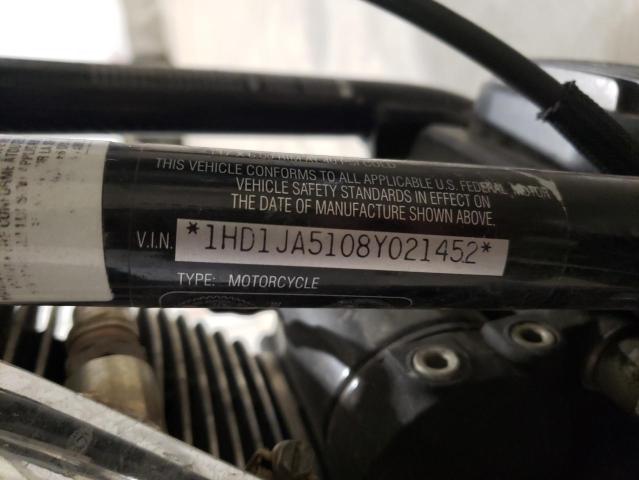 THIS VEHICLE CONFORMS TO ALL APPLICABLE U.S. FEDERAL MOTOR
VEHICLE SAFETY STANDARDS IN EFFECT ON
THE DATE OF MANUFACTURE SHOWN ABOVE.
V.I.N. *1HD1JA5108Y021452*
TYPE: MOTORCYCLE